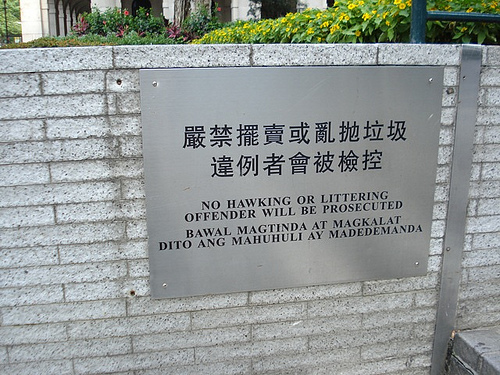 嚴禁擺賣或亂拋垃圾
違例者會被檢控
NO HAWKING OR LITTERING
OFFENDER WILL BE PROSECUTED
BAWAL MAGTINDA AT MAGKALAT
DITO ANG MAHUHULI AY MADEDEMANDA